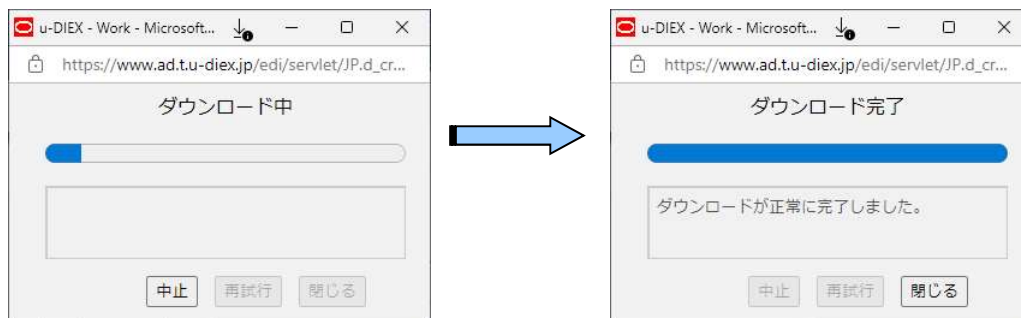 u-DIEX - Work - Microsoft...
https://www.ad.t.u-diex.jp/edi/servlet/JP.d_cr...
ダウンロード中
中止 再試行 閉じる
u-DIEX - Work - Microsoft...
https://www.ad.t.u-diex.jp/edi/servlet/JP.d_cr...
ダウンロード完了
ダウンロードが正常に完了しました。
中止 再試行 閉じる